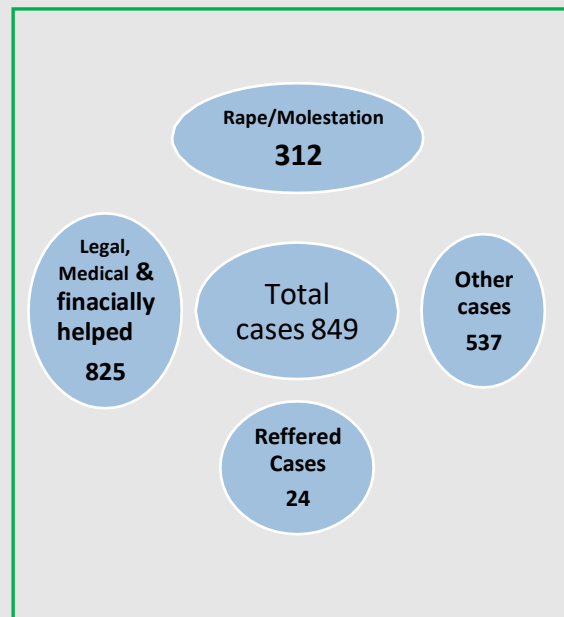 Rape/Molestation
312
Legal,
Medical &
finacially
helped
825
Total
cases 849
Other
cases
537
Reffered
Cases
24